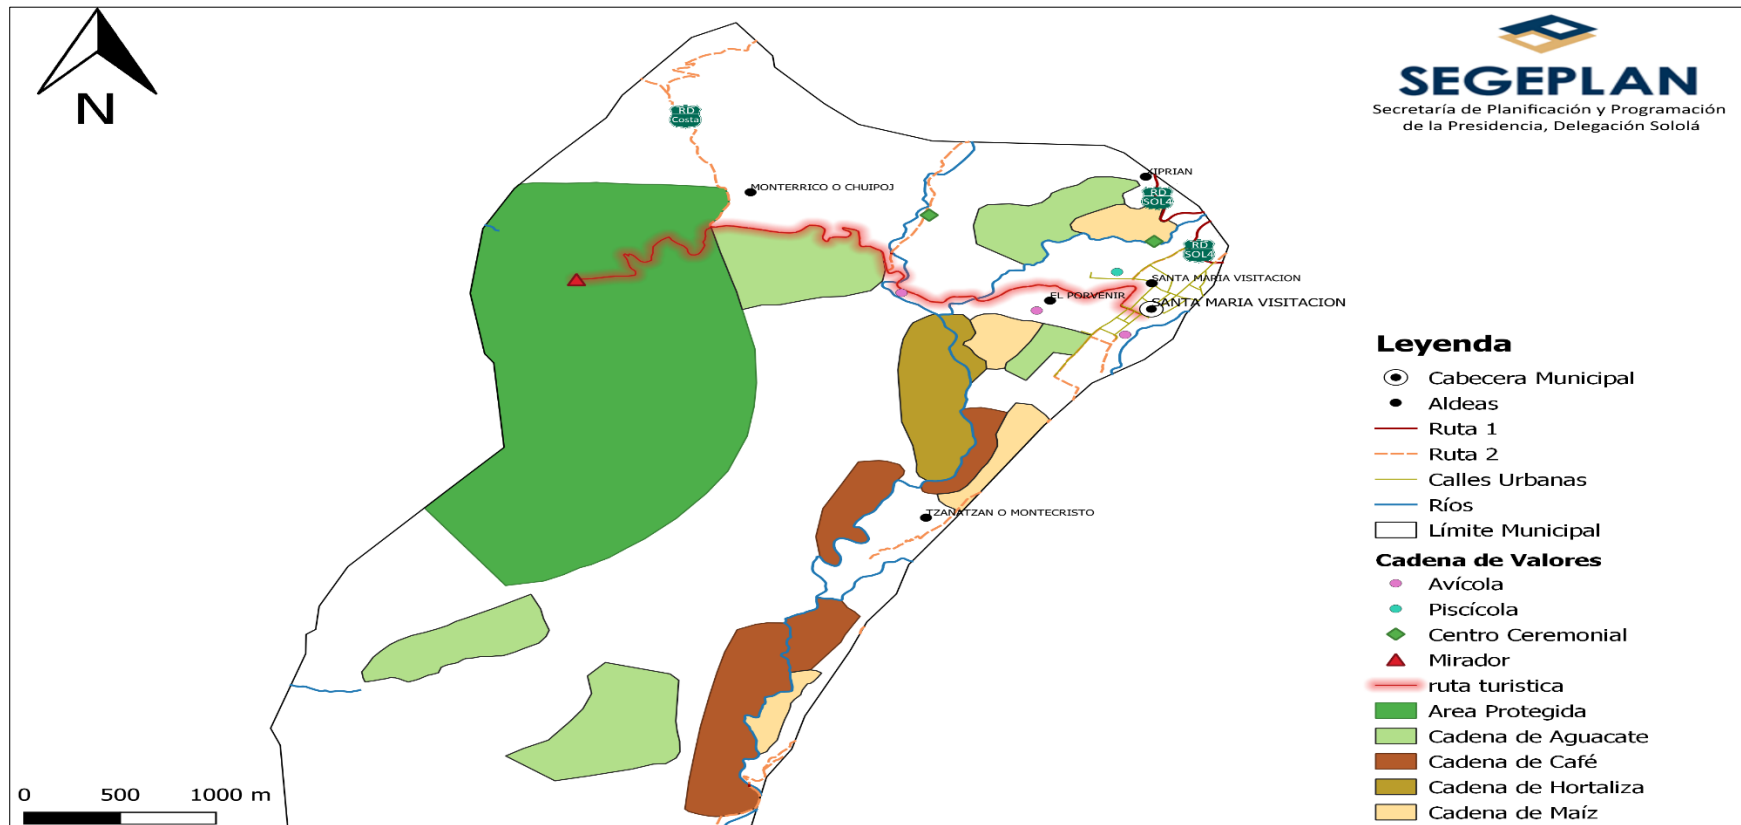 N
SEGEPLAN
Secretaría de Planificación y Programación
de la Presidencia, Delegación Sololá
RD
Costa
MONTERRICO O CHUIPOJ
XIPRIAN
RD
SOL4
RD
SOL4
SANTA MARIA VISITACION
EL PORVENIR
SANTA MARIA VISITACION
TZANATZAN O MONTECRISTO
Leyenda
Cabecera Municipal
Aldeas
Ruta 1
Ruta 2
Calles Urbanas
Ríos
Límite Municipal
Cadena de Valores
Avícola
Piscícola
Centro Ceremonial
Mirador
ruta turistica
Area Protegida
Cadena de Aguacate
Cadena de Café
Cadena de Hortaliza
Cadena de Maíz
0 500 1000 m